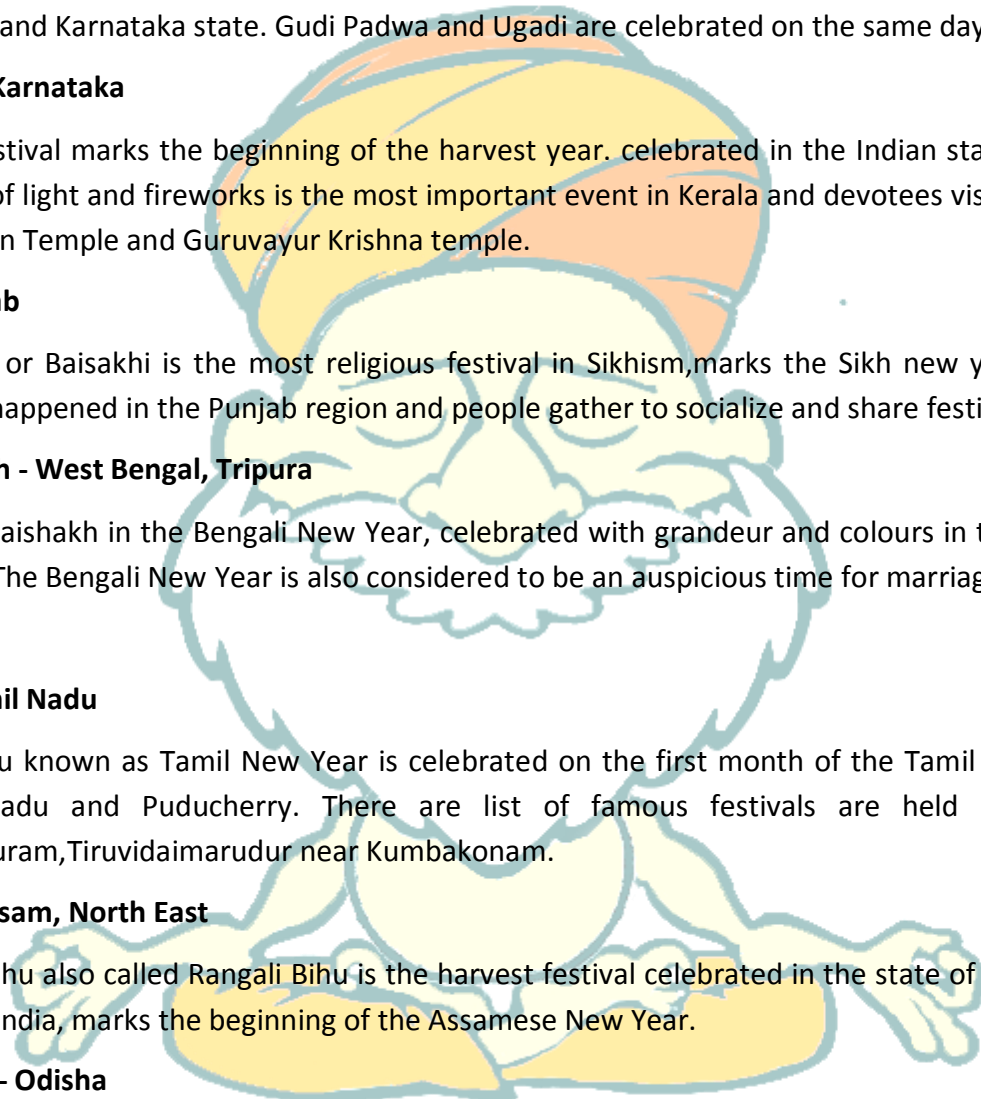 and Karnataka state. Gudi Padwa and Ugadi are celebrated on the same day
Karnataka
stival marks the beginning of the harvest year. celebrated in the Indian sta
of light and fireworks is the most important event in Kerala and devotees vis
n Temple and Guruvayur Krishna temple.
ab
or Baisakhi is the most religious festival in Sikhism,marks the Sikh new y
happened in the Punjab region and people gather to socialize and share festi
h - West Bengal, Tripura
aishakh in the Bengali New Year, celebrated with grandeur and colours in t
The Bengali New Year is also considered to be an auspicious time for marriag
il Nadu
u known as Tamil New Year is celebrated on the first month of the Tamil
adu and Puducherry. There are list of famous festivals are held
uram,Tiruvidaimarudur near Kumbakonam.
sam, North East
hu also called Rangali Bihu is the harvest festival celebrated in the state of
India, marks the beginning of the Assamese New Year.
- Odisha